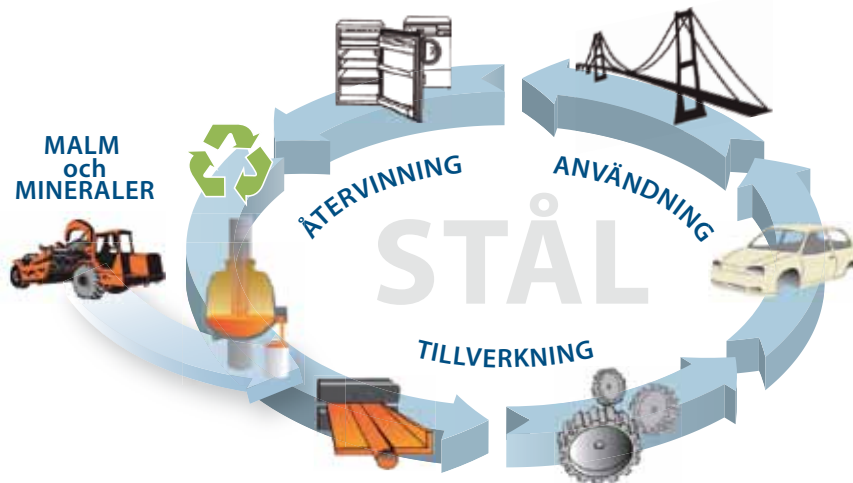 MALM
och
MINERALER
ÅTERVINNING
ANVÄNDNING
STÅL
TILLVERKNING